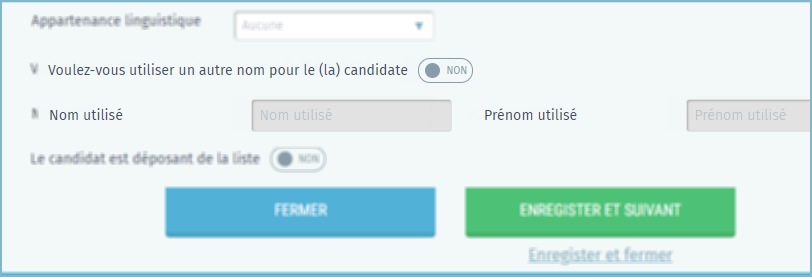 Appartenance linguistique Aucune
Voulez-vous utiliser un autre nom pour le (la) candidate NON
Nom utilisé Nom utilisé Prénom utilisé Prénom utilisé
Le candidat est déposant de la liste NON
FERMER ENREGISTER ET SUIVANT
Enregister et fermer